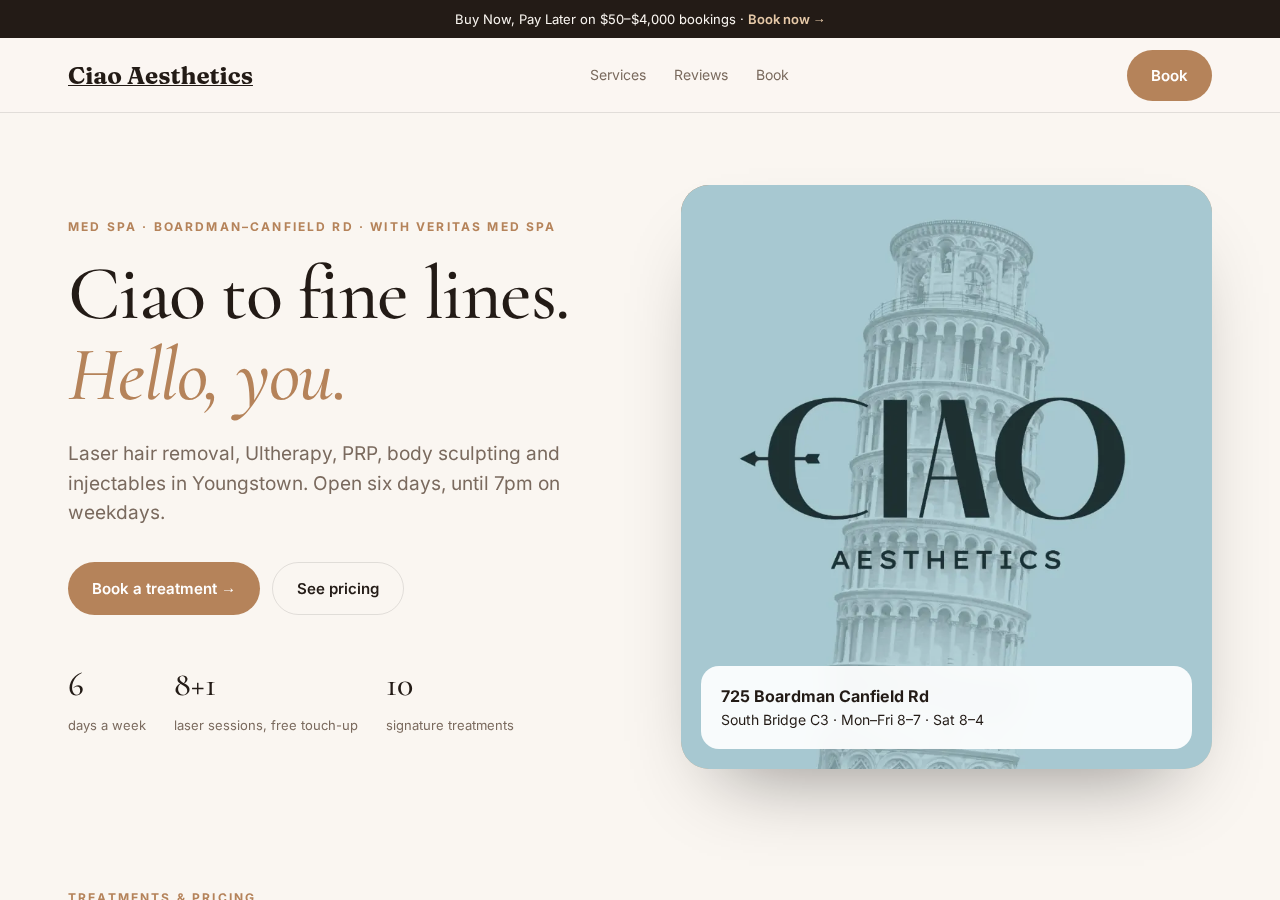 Buy Now, Pay Later on $50–$4,000 bookings · Book now →
Ciao Aesthetics
Services
Reviews
Book
Book
MED SPA · BOARDMAN–CANFIELD RD · WITH VERITAS MED SPA
Ciao to fine lines.
Hello, you.
Laser hair removal, Ultherapy, PRP, body sculpting and
injectables in Youngstown. Open six days, until 7pm on
weekdays.
Book a treatment →
See pricing
6
days a week
8+1
laser sessions, free touch-up
10
signature treatments
CIAO
AESTHETICS
725 Boardman Canfield Rd
South Bridge C3 · Mon–Fri 8–7 · Sat 8–4
TREATMENTS & PRICING